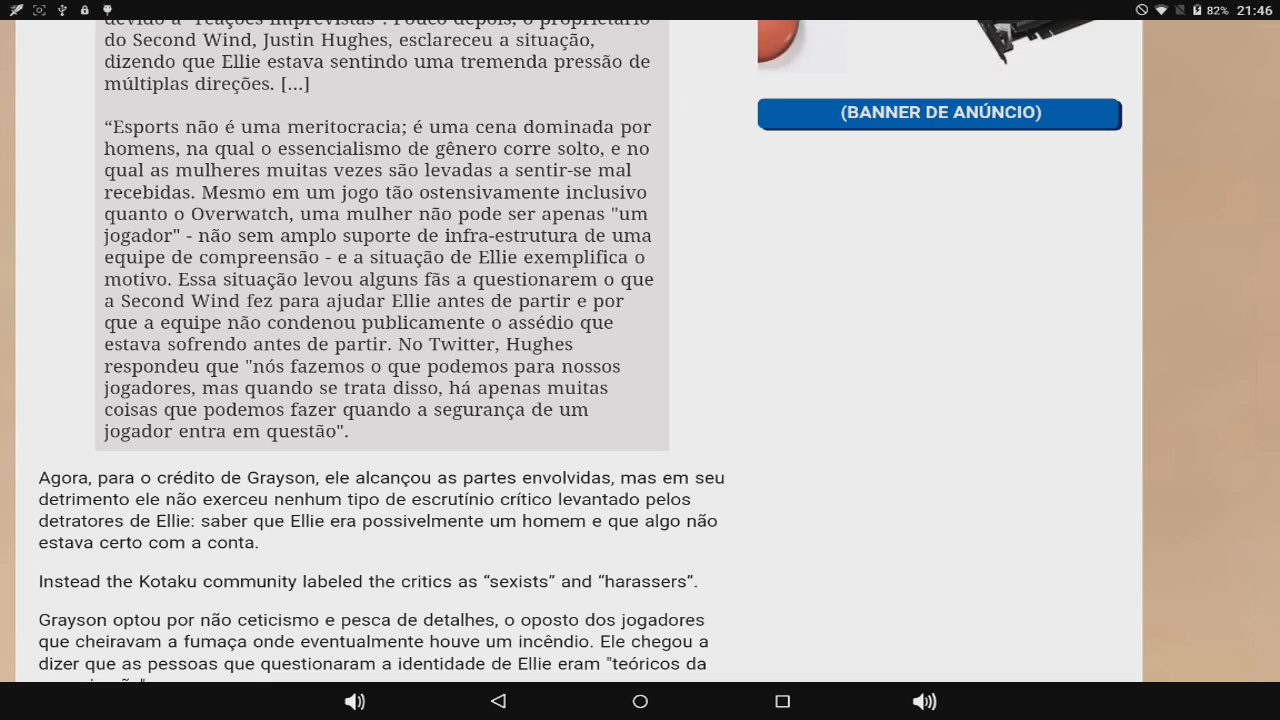 82% 21:46
devido a "reações imprevistas". Pouco depois, o proprietário
do Second Wind, Justin Hughes, esclareceu a situação,
dizendo que Ellie estava sentindo uma tremenda pressão de
múltiplas direções. [...]
“Esports não é uma meritocracia; é uma cena dominada por
homens, na qual o essencialismo de gênero corre solto, e no
qual as mulheres muitas vezes são levadas a sentir-se mal
recebidas. Mesmo em um jogo tão ostensivamente inclusivo
quanto o Overwatch, uma mulher não pode ser apenas "um
jogador" - não sem amplo suporte de infra-estrutura de uma
equipe de compreensão - e a situação de Ellie exemplifica o
motivo. Essa situação levou alguns fãs a questionarem o que
a Second Wind fez para ajudar Ellie antes de partir e por
que a equipe não condenou publicamente o assédio que
estava sofrendo antes de partir. No Twitter, Hughes
respondeu que "nós fazemos o que podemos para nossos
jogadores, mas quando se trata disso, há apenas muitas
coisas que podemos fazer quando a segurança de um
jogador entra em questão".
(BANNER DE ANÚNCIO)
Agora, para o crédito de Grayson, ele alcançou as partes envolvidas, mas em seu
detrimento ele não exerceu nenhum tipo de escrutínio crítico levantado pelos
detratores de Ellie: saber que Ellie era possivelmente um homem e que algo não
estava certo com a conta.
Instead the Kotaku community labeled the critics as “sexists” and “harassers”.
Grayson optou por não ceticismo e pesca de detalhes, o oposto dos jogadores
que cheiravam a fumaça onde eventualmente houve um incêndio. Ele chegou a
dizer que as pessoas que questionaram a identidade de Ellie eram "teóricos da